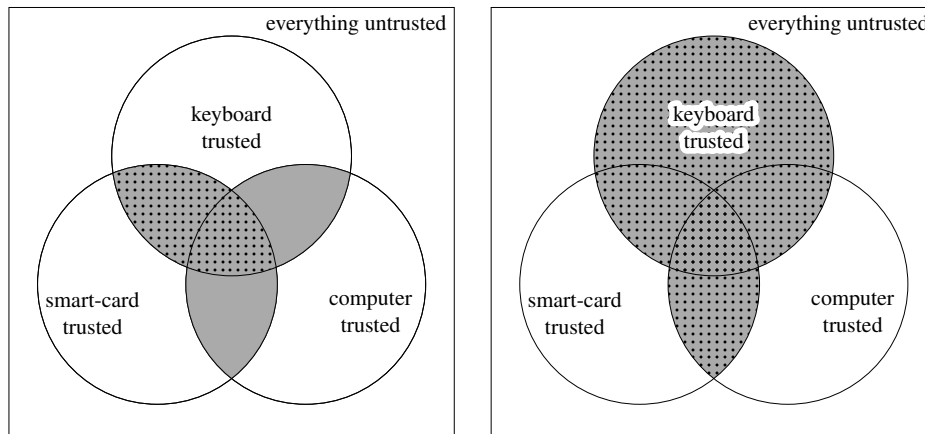 everything untrusted
keyboard
trusted
smart-card
trusted
computer
trusted
everything untrusted
keyboard
trusted
smart-card
trusted
computer
trusted